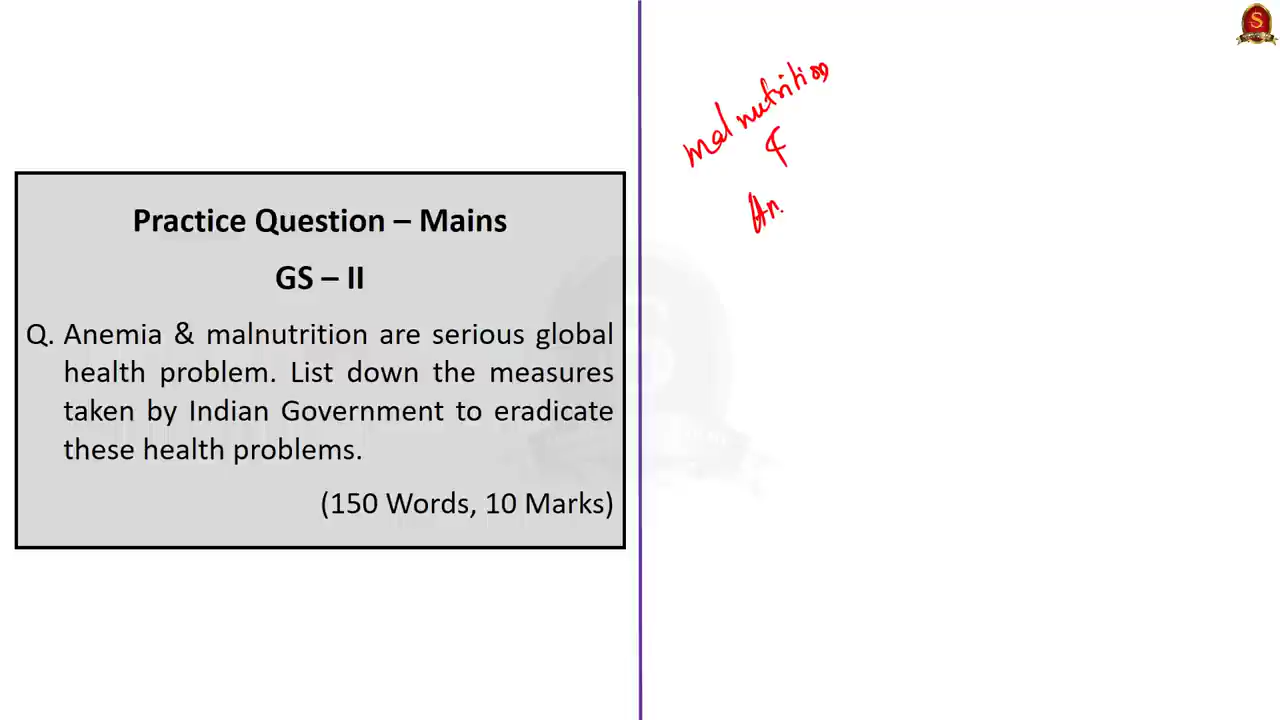 Practice Question – Mains
GS – II
Q. Anemia & malnutrition are serious global
health problem. List down the measures
taken by Indian Government to eradicate
these health problems.
(150 Words, 10 Marks)
malnutrition
&
An
S